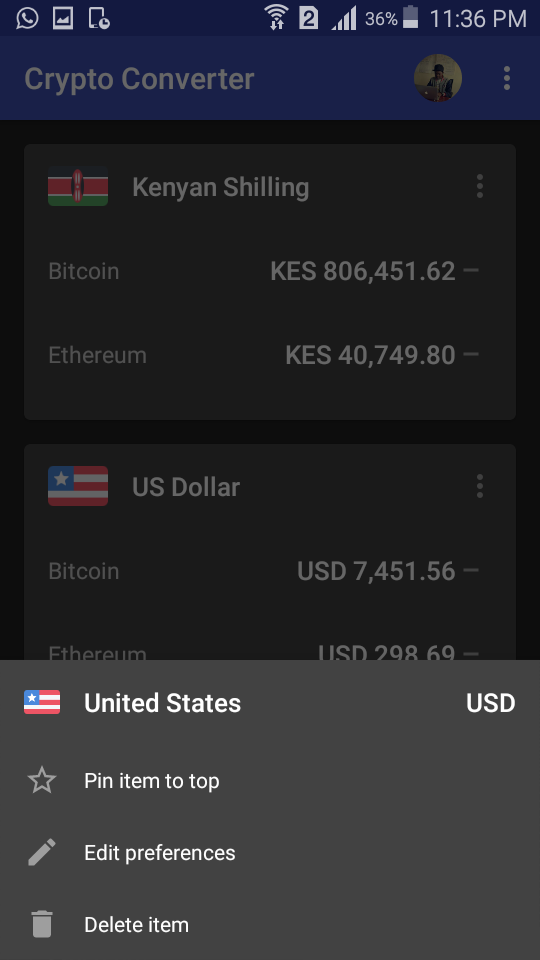 2 36% 11:36 PM
Crypto Converter
Kenyan Shilling
Bitcoin KES 806,451.62 –
Ethereum KES 40,749.80 –
US Dollar
Bitcoin USD 7,451.56 –
Ethereum USD 298.69 –
United States USD
Pin item to top
Edit preferences
Delete item